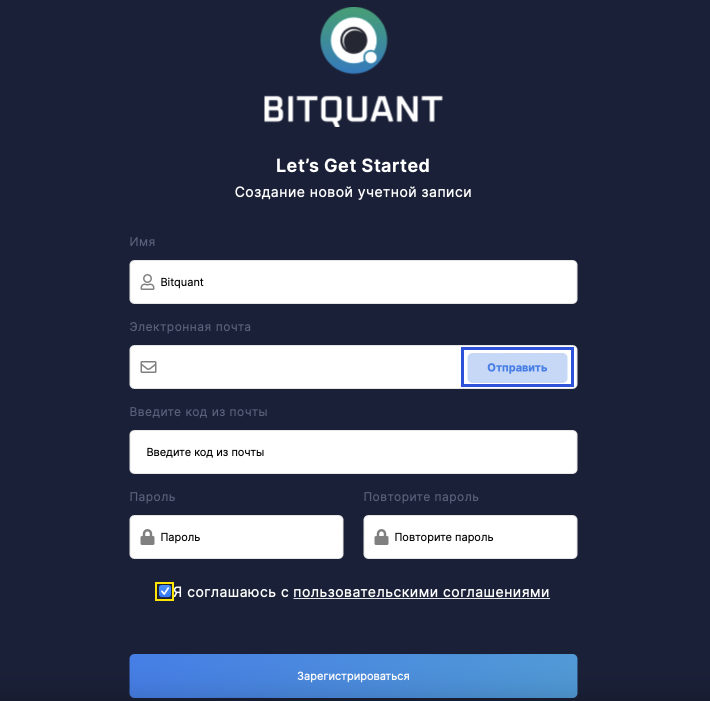 BITQUANT
Let's Get Started
Создание новой учетной записи
Имя
Bitquant
Электронная почта
Отправить
Введите код из почты
Введите код из почты
Пароль Повторите пароль
Пароль Повторите пароль
Я соглашаюсь с пользовательскими соглашениями
Зарегистрироваться